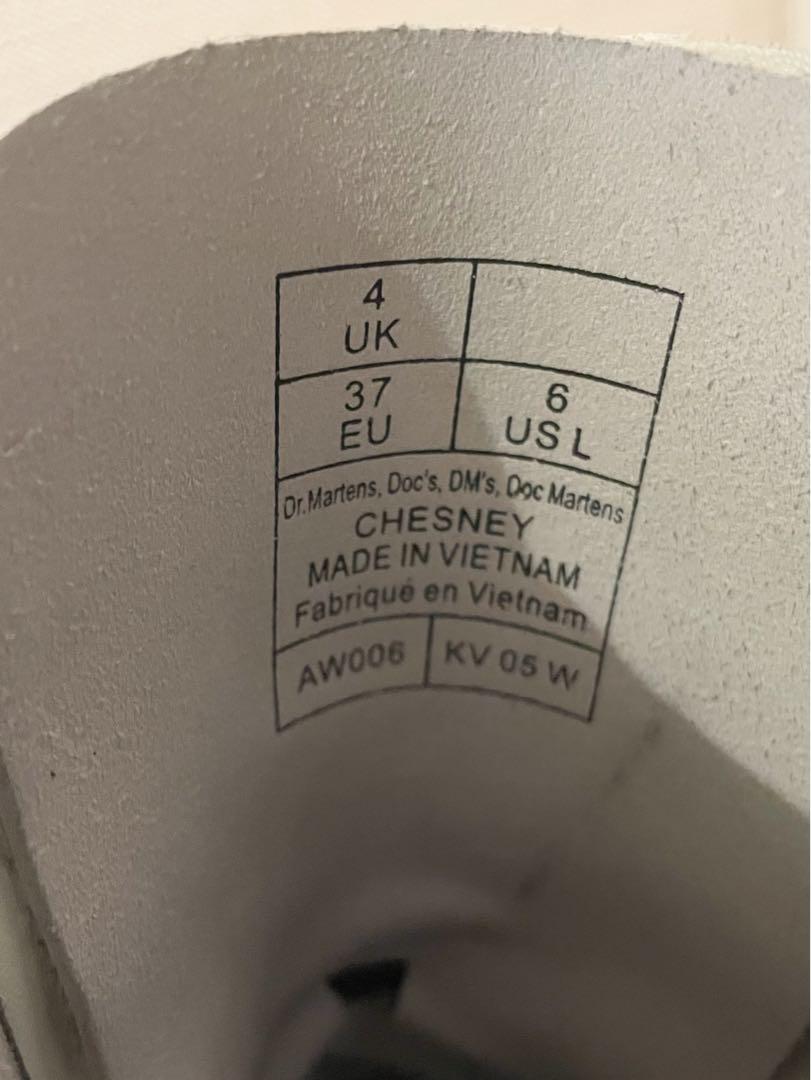 4
UK
37
EU
6
US L
Dr.Martens, Doc's, DM's, Doc Martens
CHESNEY
MADE IN VIETNAM
Fabriqué en Vietnam
AW006
KV 05 W